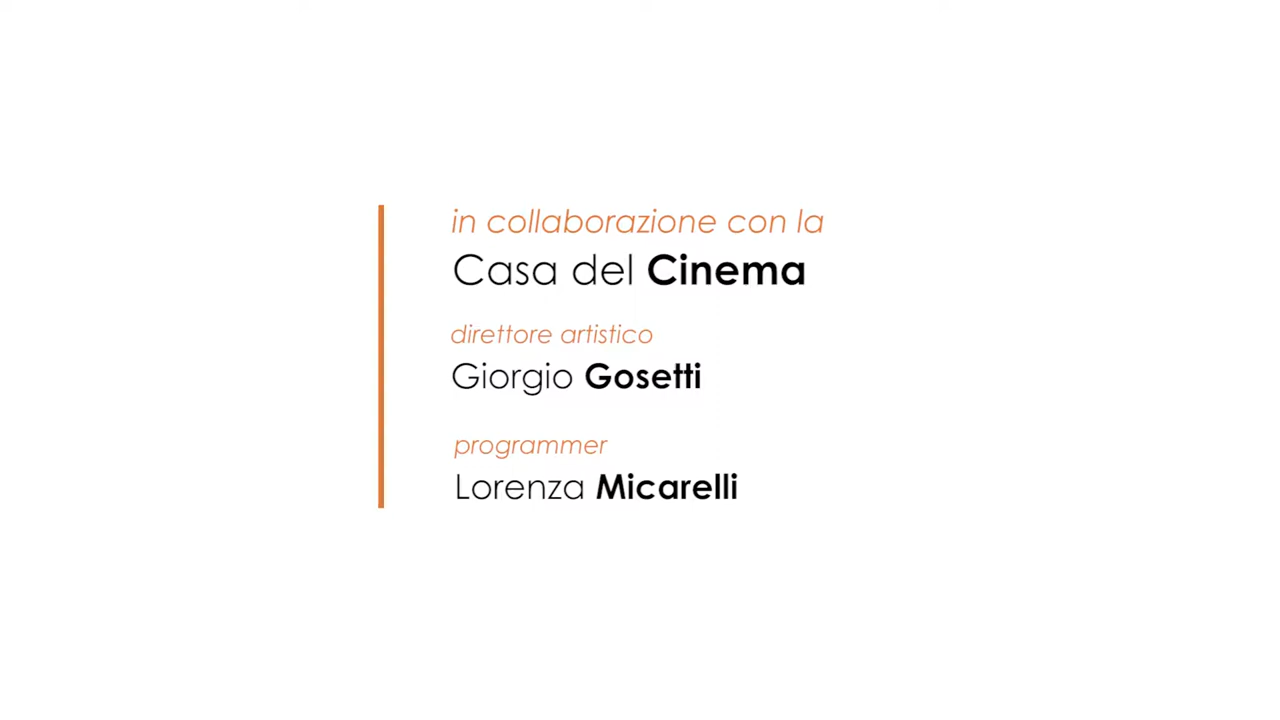 in collaborazione con la
Casa del Cinema
direttore artistico
Giorgio Gosetti
programmer
Lorenza Micarelli